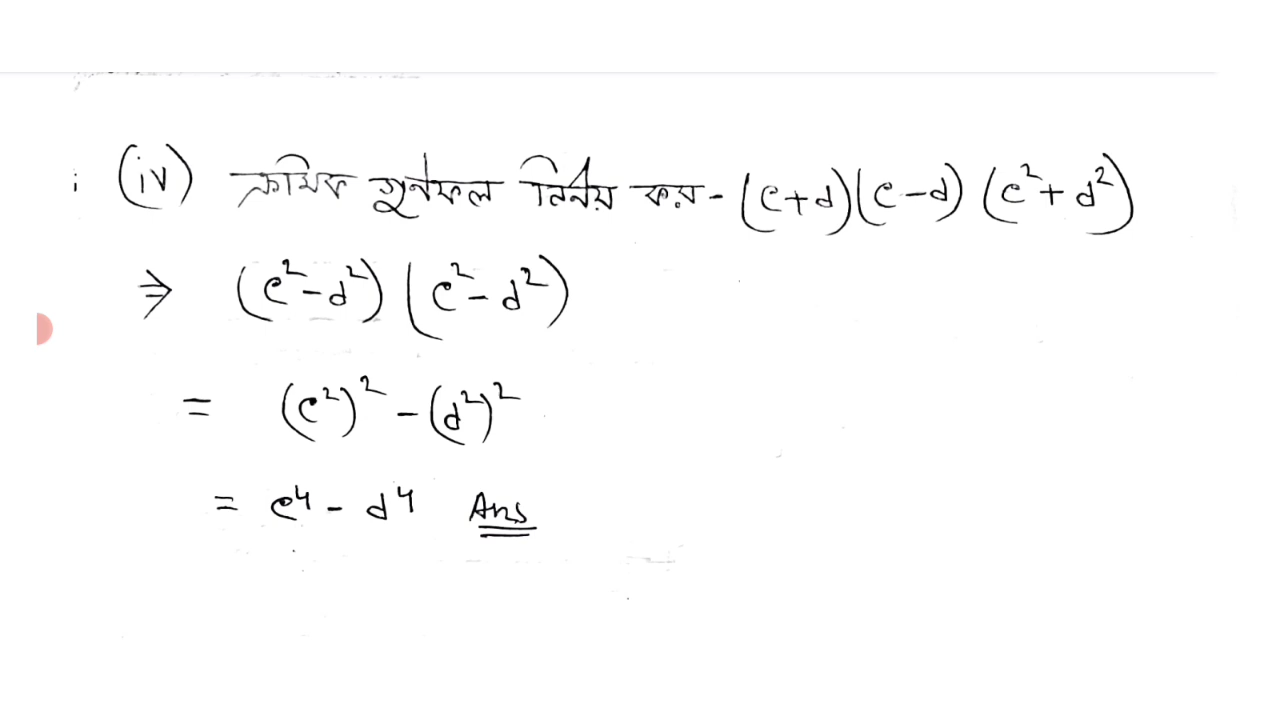 (iv) ক্রমিক গুনফল নির্নয় কর - (c+d)(c-d)(c²+d²)
⇒ (c²-d²)(c²-d²)
= (c²)² - (d²)²
= c⁴ - d⁴ Ans